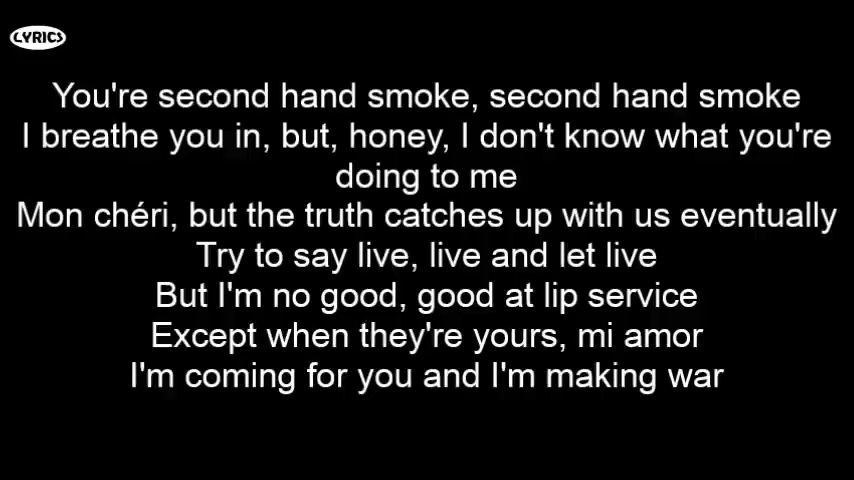 LYRICS
You're second hand smoke, second hand smoke
I breathe you in, but, honey, I don't know what you're
doing to me
Mon chéri, but the truth catches up with us eventually
Try to say live, live and let live
But I'm no good, good at lip service
Except when they're yours, mi amor
I'm coming for you and I'm making war